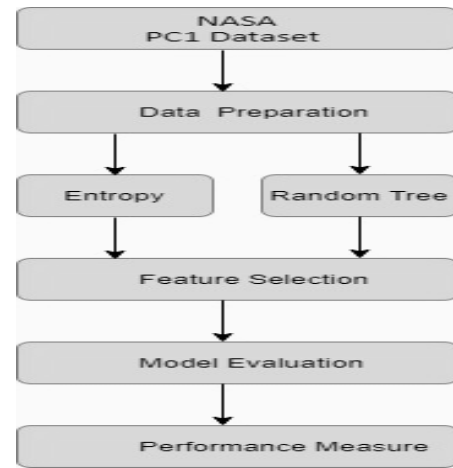 NASA
PC1 Dataset
Data Preparation
Entropy
Random Tree
Feature Selection
Model Evaluation
Performance Measure